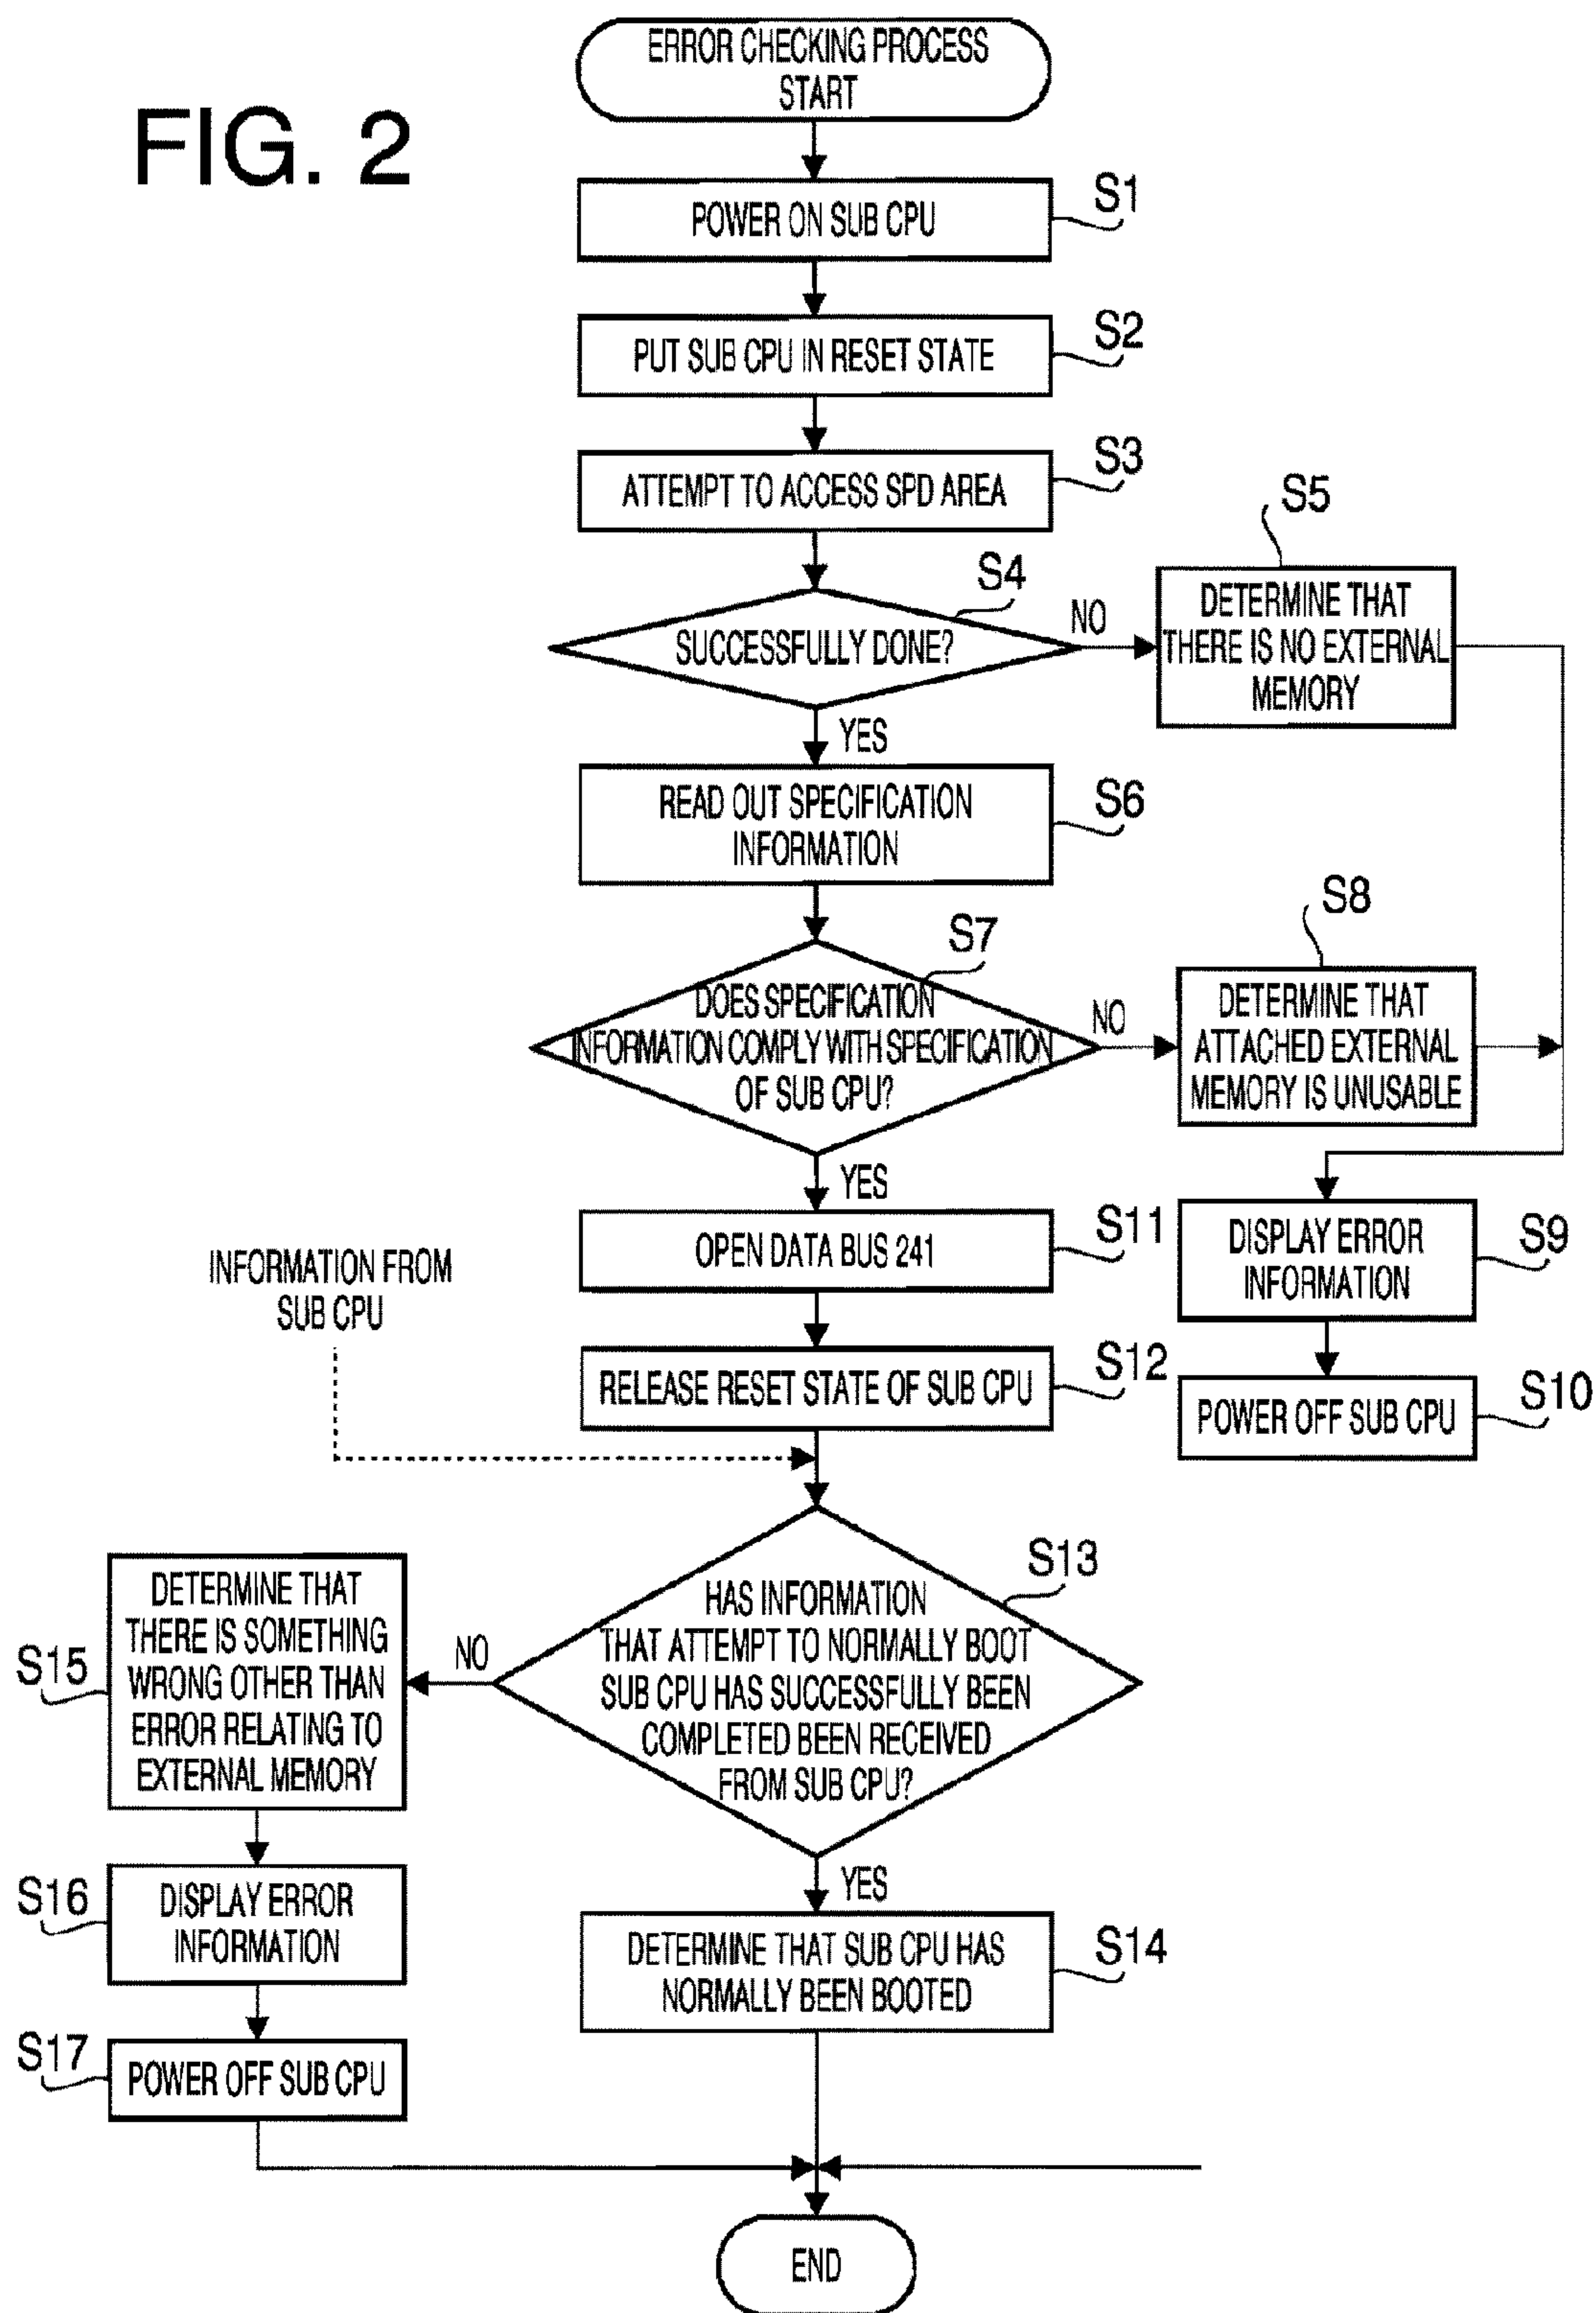 FIG. 2
ERROR CHECKING PROCESS
START
POWER ON SUB CPU
S1
PUT SUB CPU IN RESET STATE
S2
ATTEMPT TO ACCESS SPD AREA
S3
SUCCESSFULLY DONE?
S4
NO
DETERMINE THAT
THERE IS NO EXTERNAL
MEMORY
S5
YES
READ OUT SPECIFICATION
INFORMATION
S6
DOES SPECIFICATION
INFORMATION COMPLY WITH SPECIFICATION
OF SUB CPU?
S7
NO
DETERMINE THAT
ATTACHED EXTERNAL
MEMORY IS UNUSABLE
S8
YES
DISPLAY ERROR
INFORMATION
S9
POWER OFF SUB CPU
S10
OPEN DATA BUS 241
S11
RELEASE RESET STATE OF SUB CPU
S12
INFORMATION FROM
SUB CPU
HAS INFORMATION
THAT ATTEMPT TO NORMALLY BOOT
SUB CPU HAS SUCCESSFULLY BEEN
COMPLETED BEEN RECEIVED
FROM SUB CPU?
S13
NO
DETERMINE THAT
THERE IS SOMETHING
WRONG OTHER THAN
ERROR RELATING TO
EXTERNAL MEMORY
S15
DISPLAY ERROR
INFORMATION
S16
POWER OFF SUB CPU
S17
YES
DETERMINE THAT SUB CPU HAS
NORMALLY BEEN BOOTED
S14
END